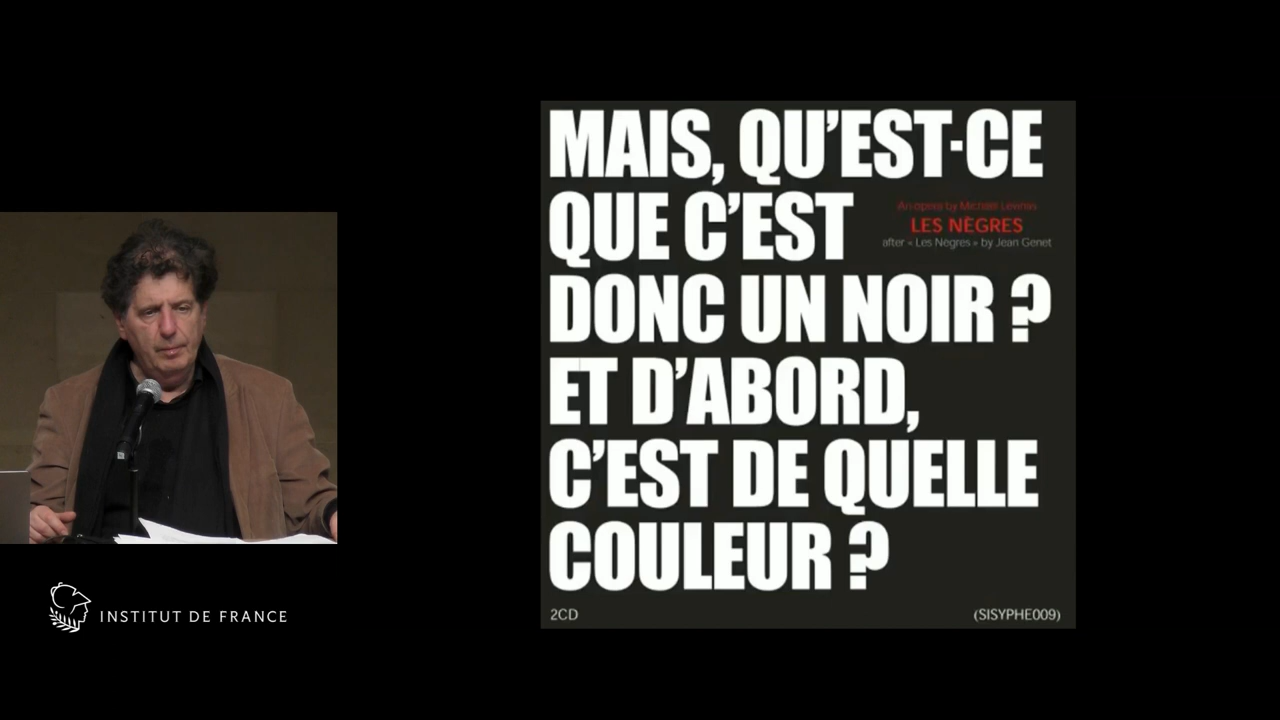 MAIS, QU'EST-CE
QUE C'EST
An opera by Michaël Levinas
LES NÈGRES
after « Les Nègres » by Jean Genet
DONC UN NOIR ?
ET D'ABORD,
C'EST DE QUELLE
COULEUR ?
2CD
(SISYPHE009)
INSTITUT DE FRANCE